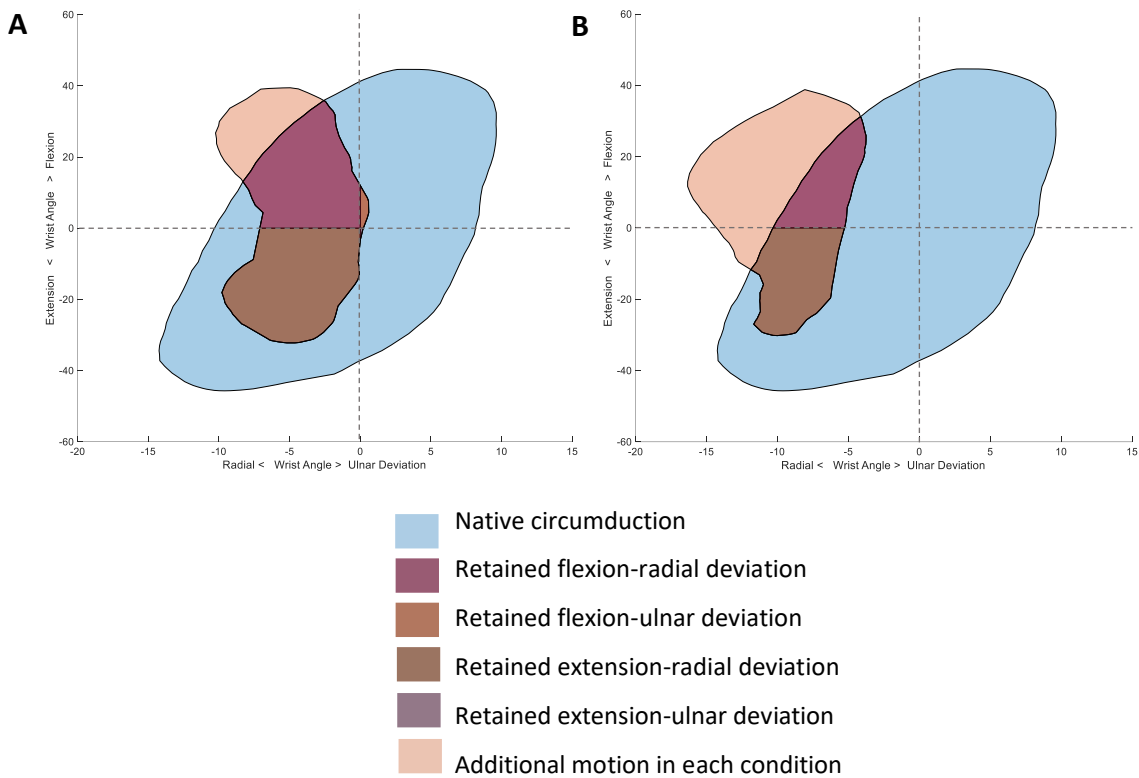 A
60
40
20
0
-20
-40
-60
-20
-15
-10
-5
0
5
10
15
Extension < Wrist Angle > Flexion
Radial < Wrist Angle > Ulnar Deviation
B
60
40
20
0
-20
-40
-60
-20
-15
-10
-5
0
5
10
15
Extension < Wrist Angle > Flexion
Radial < Wrist Angle > Ulnar Deviation
Native circumduction
Retained flexion-radial deviation
Retained flexion-ulnar deviation
Retained extension-radial deviation
Retained extension-ulnar deviation
Additional motion in each condition